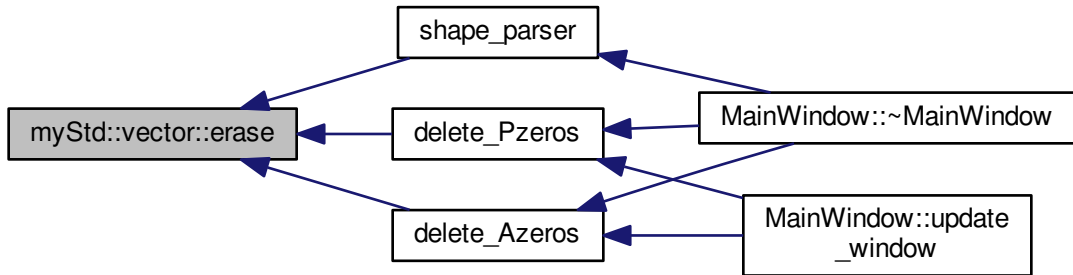 shape_parser
myStd::vector::erase
delete_Pzeros
delete_Azeros
MainWindow::~MainWindow
MainWindow::update
_window